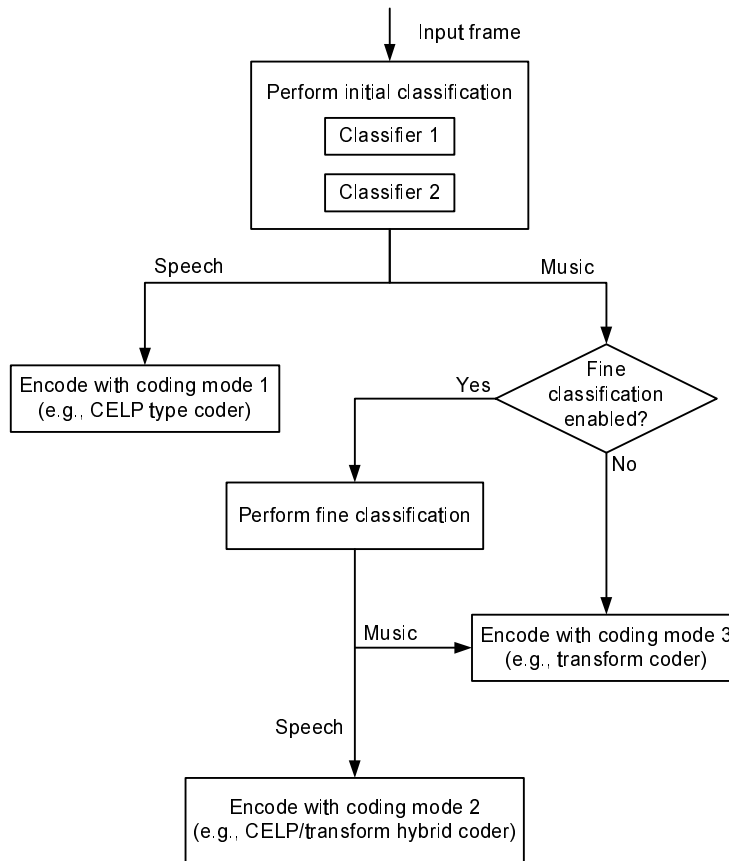 Input frame
Perform initial classification
Classifier 1
Classifier 2
Speech
Music
Encode with coding mode 1
(e.g., CELP type coder)
Yes
Fine
classification
enabled?
No
Perform fine classification
Music
Encode with coding mode 3
(e.g., transform coder)
Speech
Encode with coding mode 2
(e.g., CELP/transform hybrid coder)